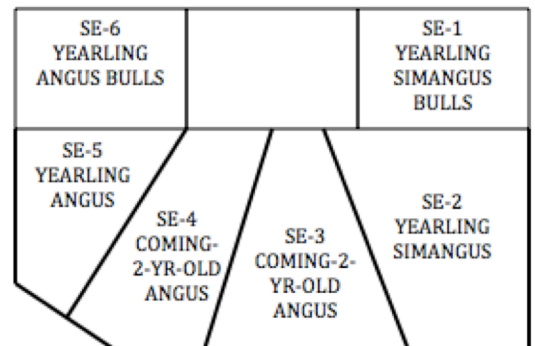 SE-6
YEARLING
ANGUS BULLS
SE-1
YEARLING
SIMANGUS
BULLS
SE-5
YEARLING
ANGUS
SE-4
COMING-
2-YR-OLD
ANGUS
SE-3
COMING-2-
YR-OLD
ANGUS
SE-2
YEARLING
SIMANGUS